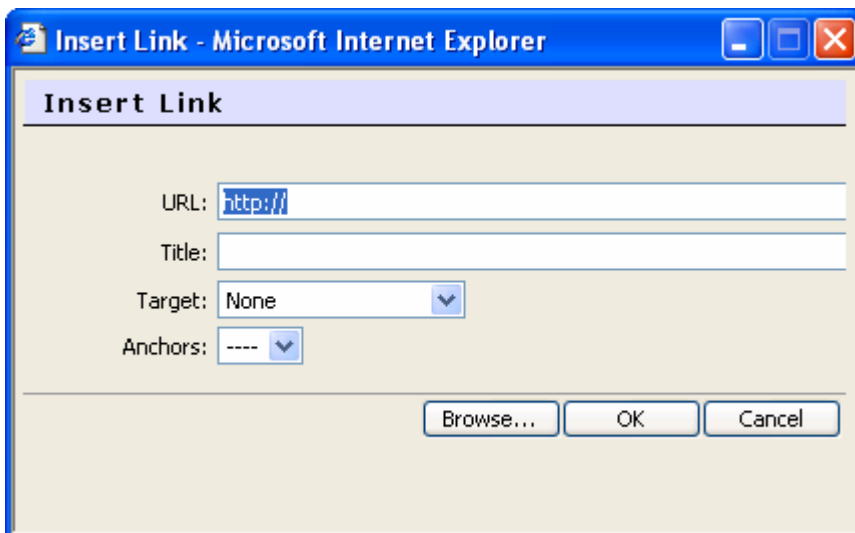 Insert Link - Microsoft Internet Explorer
Insert Link
URL: http://
Title:
Target: None
Anchors: ----
Browse... OK Cancel